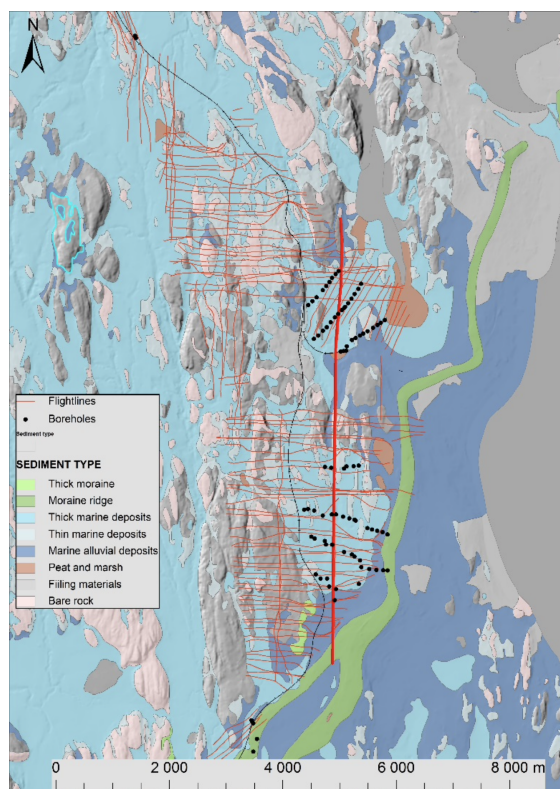 N
Flightlines
Boreholes
Sediment type
SEDIMENT TYPE
Thick moraine
Moraine ridge
Thick marine deposits
Thin marine deposits
Marine alluvial deposits
Peat and marsh
Fiiling materials
Bare rock
0 2 000 4 000 6 000 8 000 m